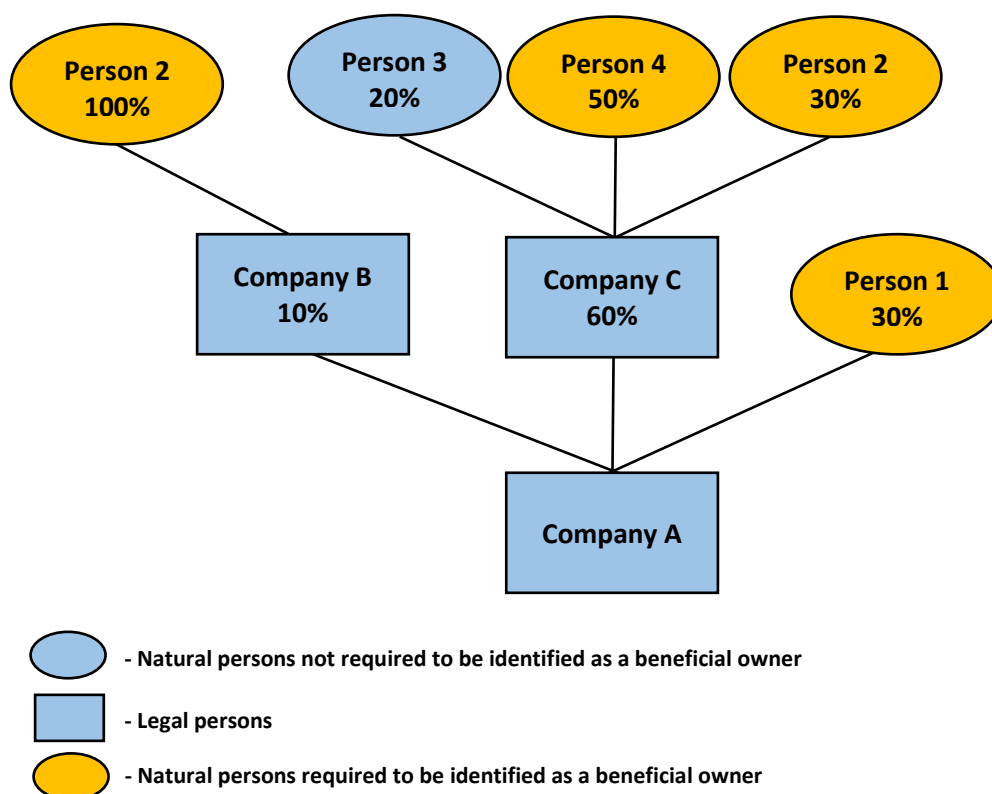 Person 2
100%
Person 3
20%
Person 4
50%
Person 2
30%
Company B
10%
Company C
60%
Person 1
30%
Company A
- Natural persons not required to be identified as a beneficial owner
- Legal persons
- Natural persons required to be identified as a beneficial owner